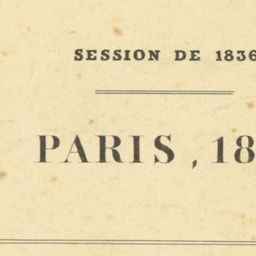 SESSION DE 1836
PARIS, 18